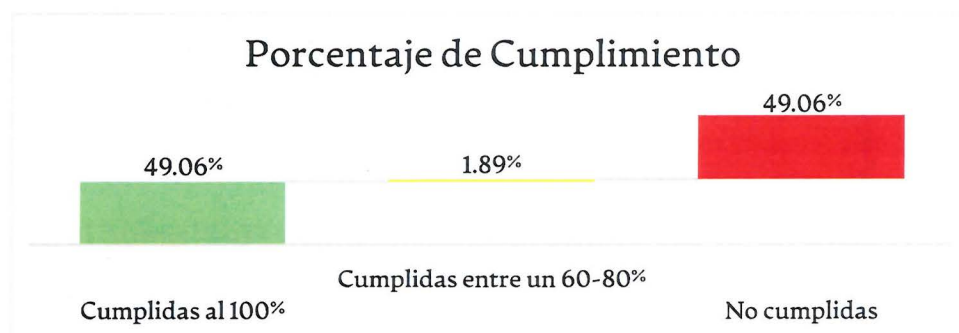 Porcentaje de Cumplimiento
49.06%
49.06%
1.89%
Cumplidas entre un 60-80%
Cumplidas al 100%
No cumplidas